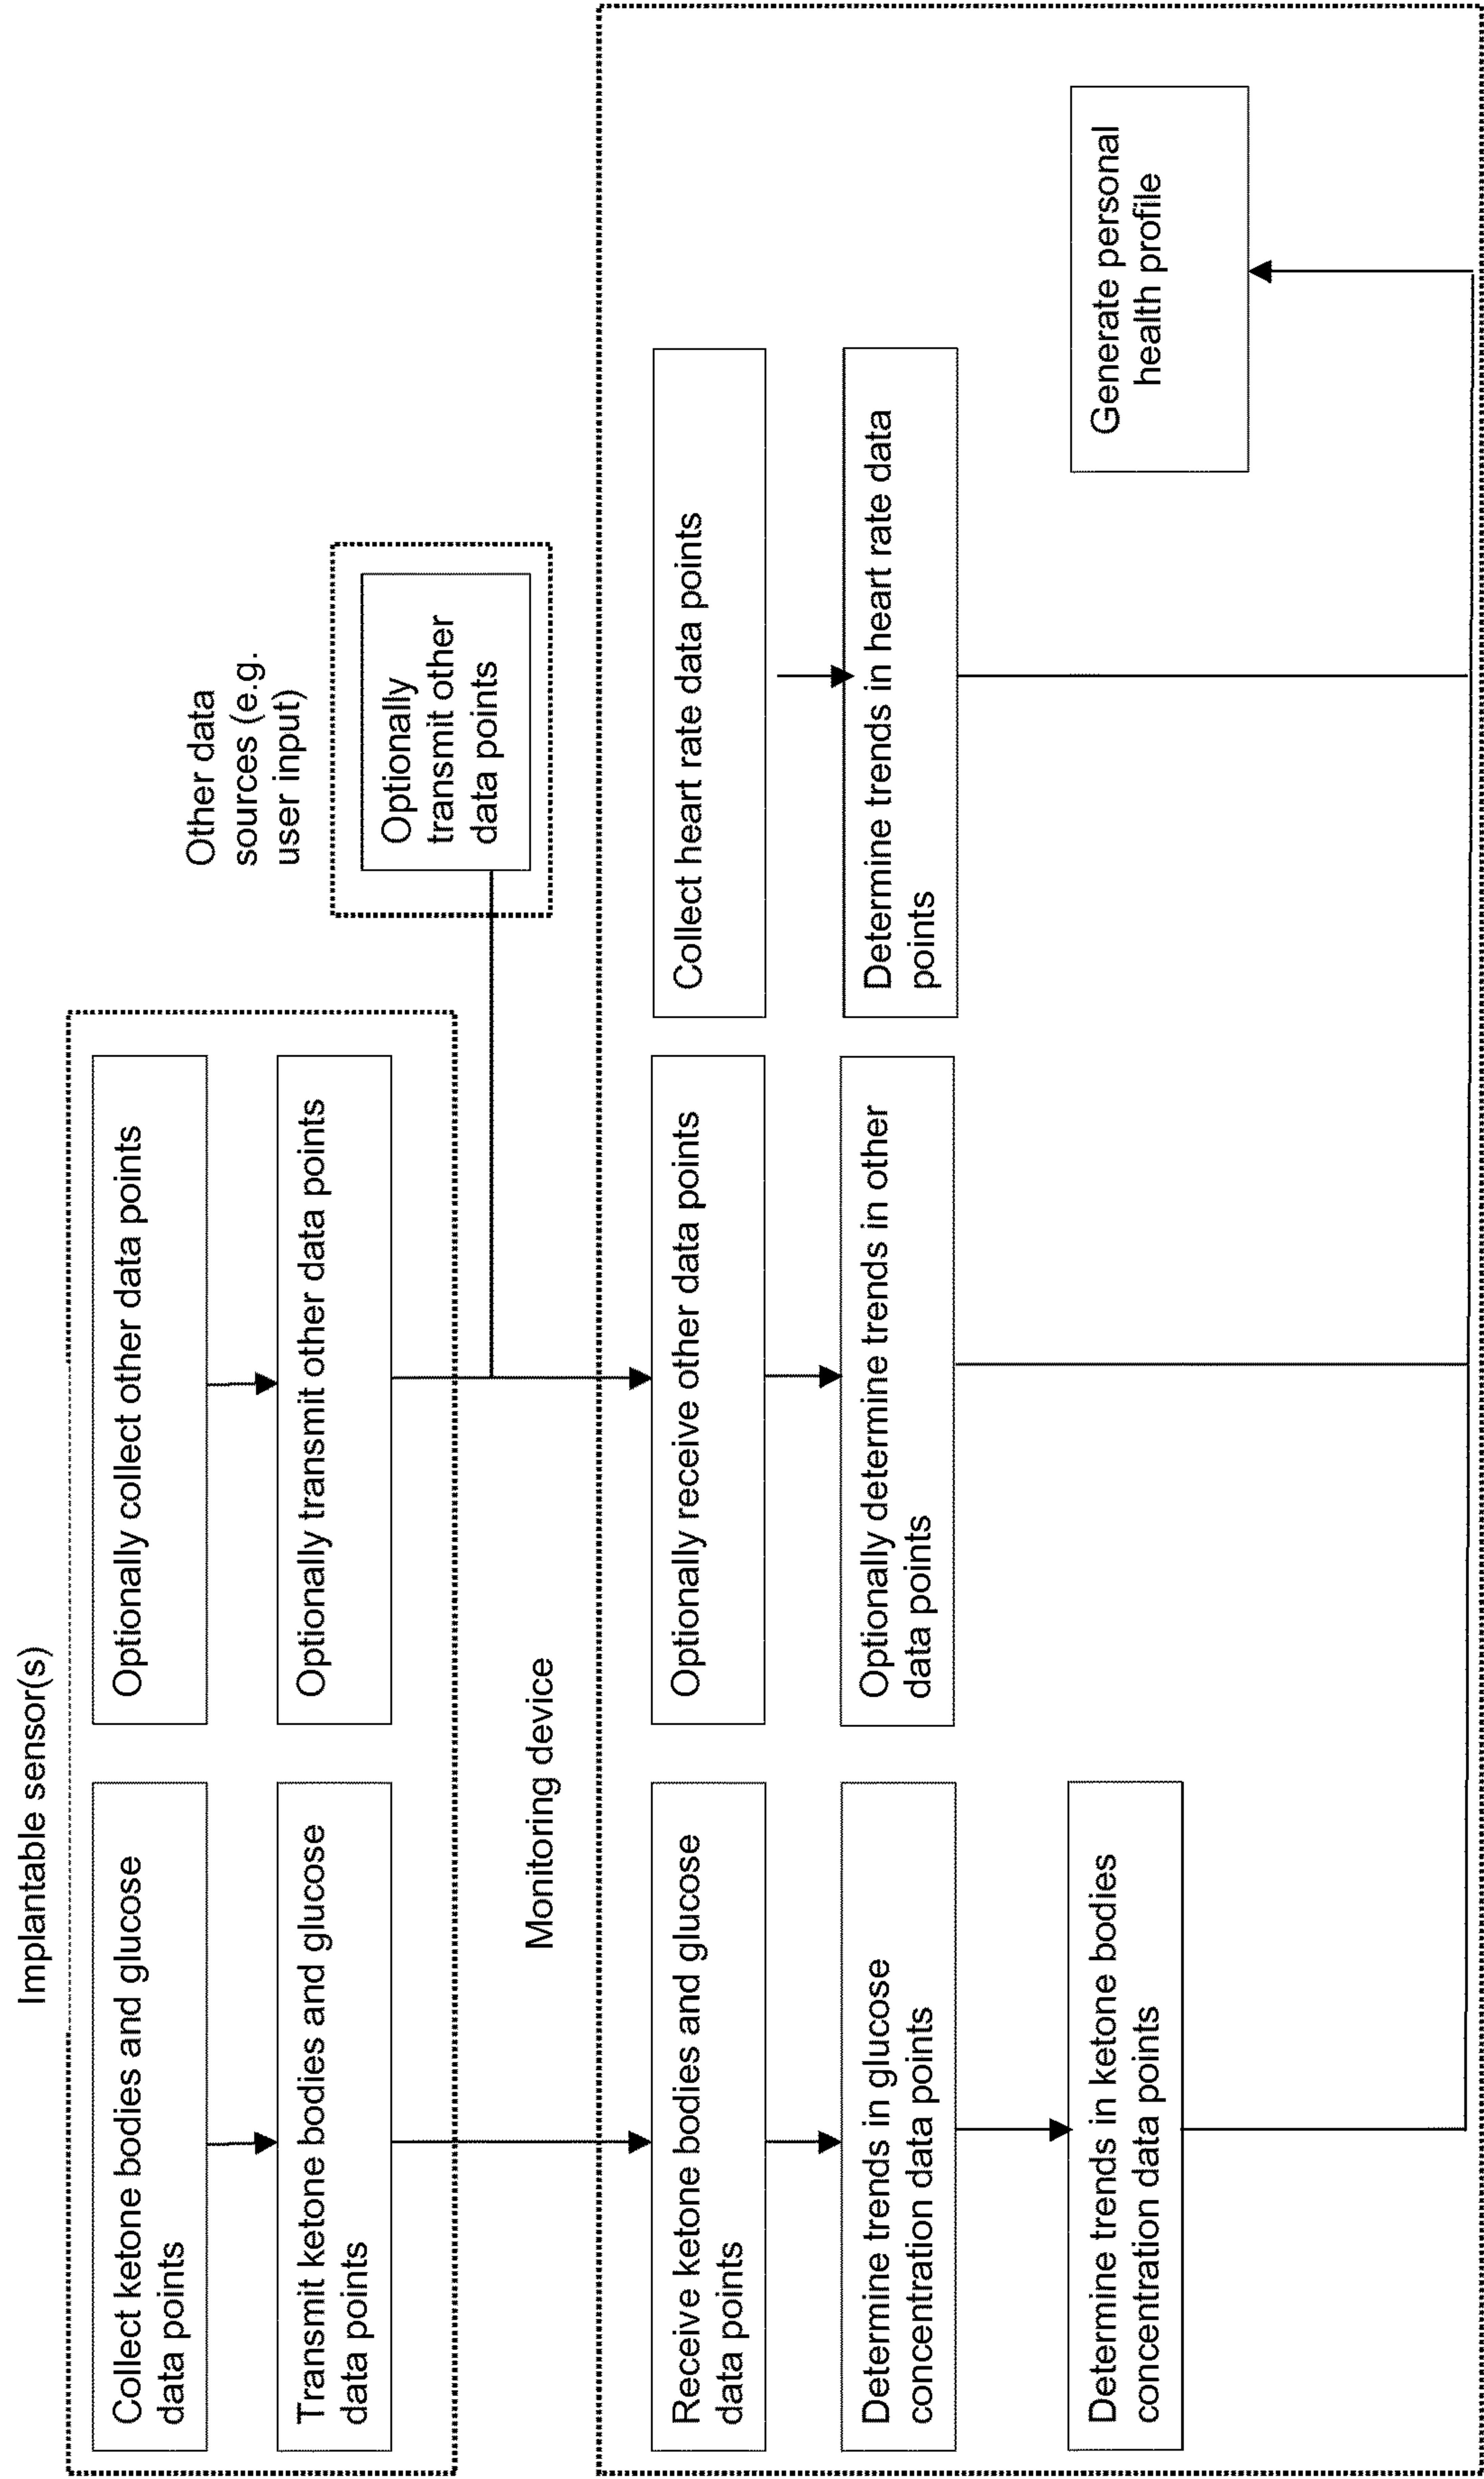 Implantable sensor(s)
Collect ketone bodies and glucose
data points
Transmit ketone bodies and glucose
data points
Optionally collect other data points
Optionally transmit other data points
Other data
sources (e.g.
user input)
Optionally
transmit other
data points
Monitoring device
Receive ketone bodies and glucose
data points
Determine trends in glucose
concentration data points
Determine trends in ketone bodies
concentration data points
Optionally receive other data points
Optionally determine trends in other
data points
Collect heart rate data points
Determine trends in heart rate data
points
Generate personal
health profile